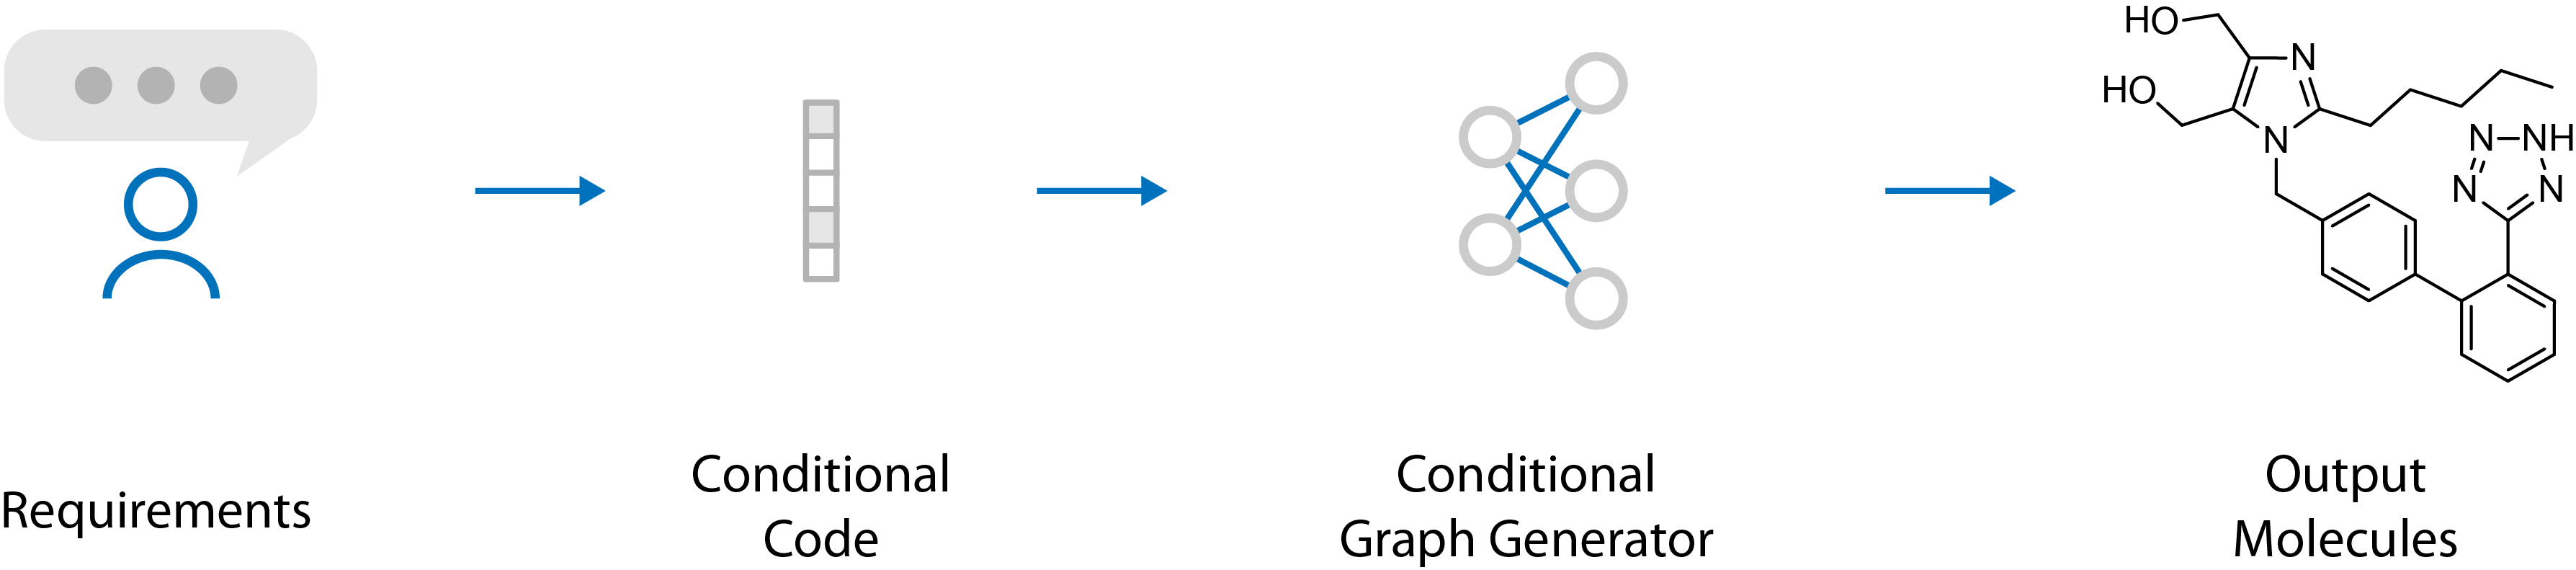 HO
N
HO
N
N
NH
N
N
Requirements
Conditional
Code
Conditional
Graph Generator
Output
Molecules